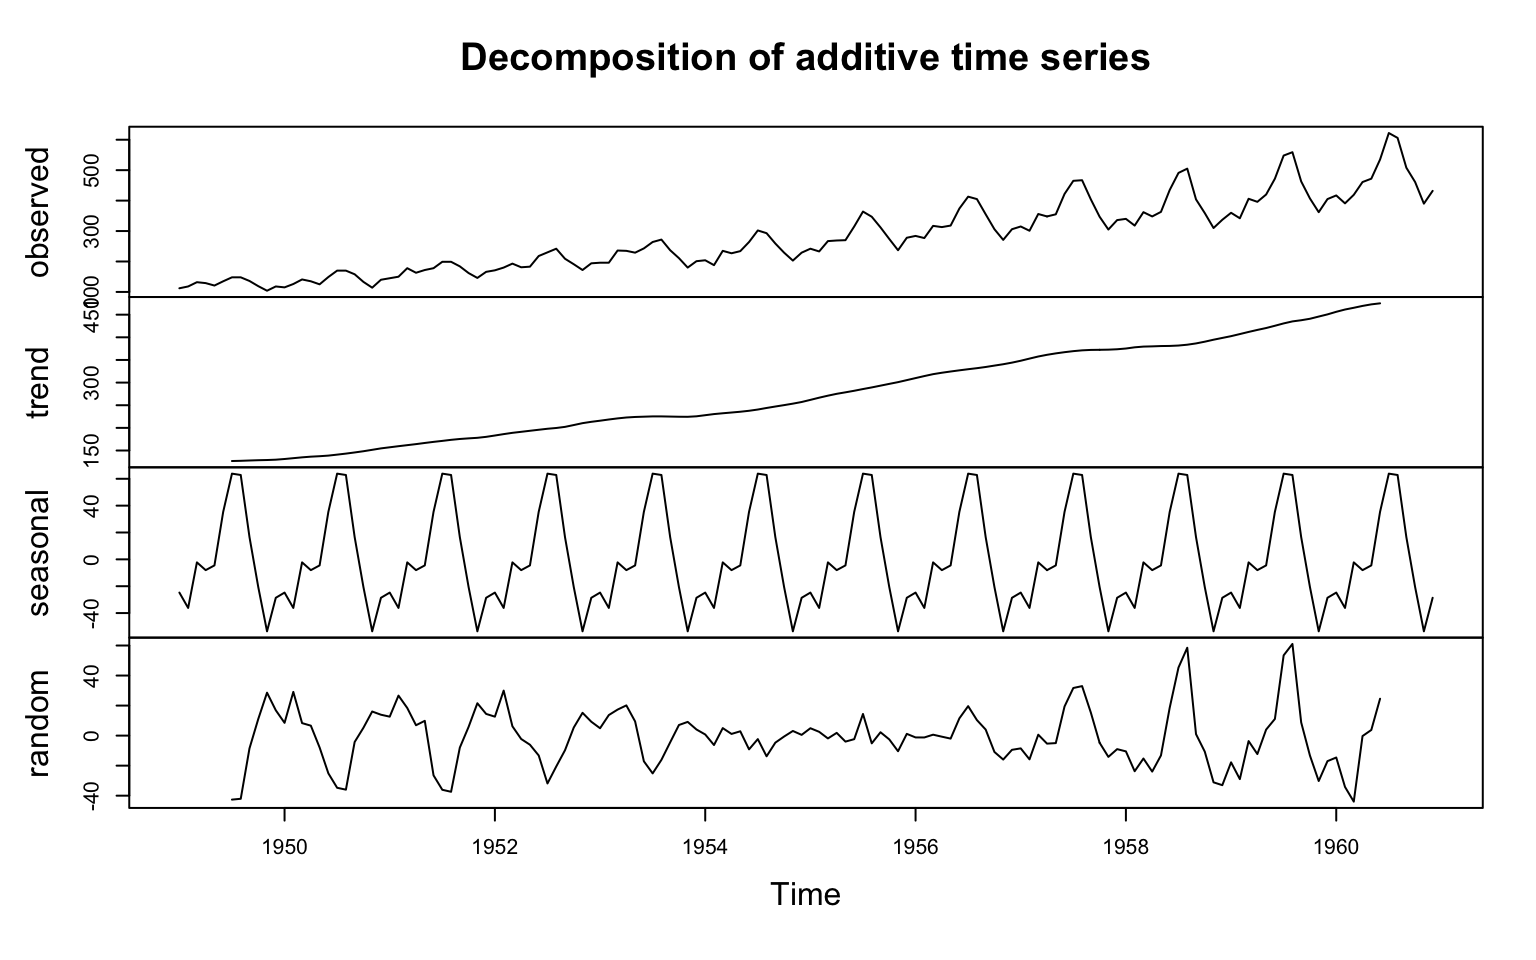 Decomposition of additive time series
observed
500
300
100
trend
450
300
150
seasonal
40
0
-40
random
40
0
-40
1950 1952 1954 1956 1958 1960
Time